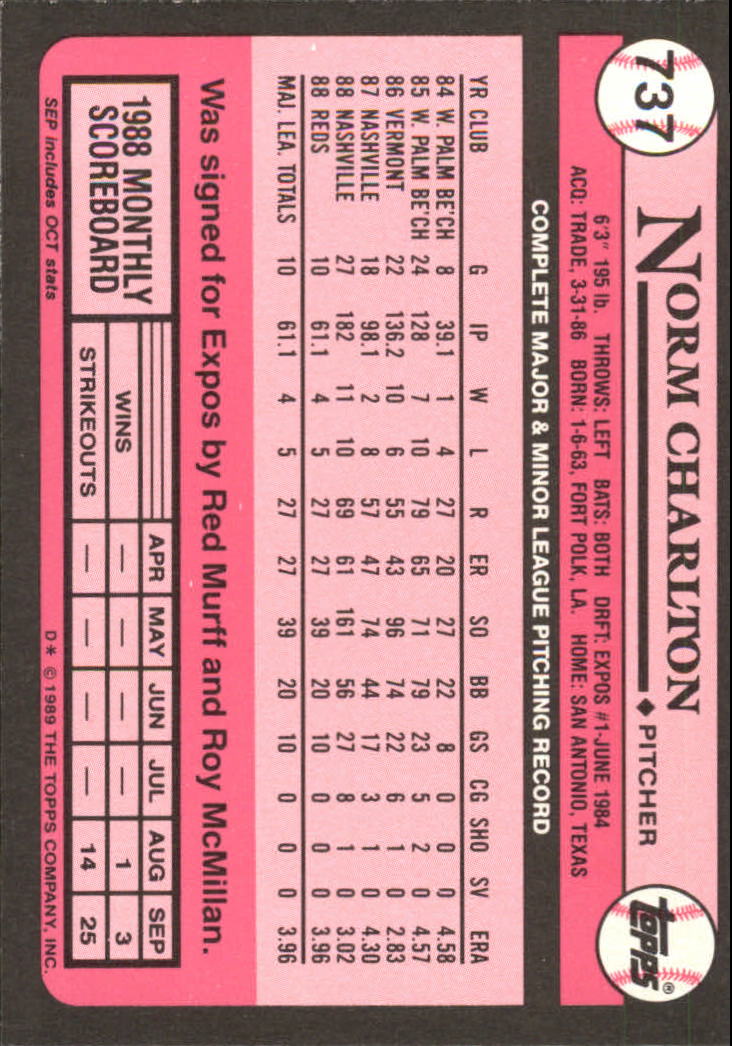 737
NORM CHARLTON ◆ PITCHER
topps®
6'3" 195 lb. THROWS: LEFT BATS: BOTH DRFT: EXPOS #1-JUNE 1984
ACQ: TRADE, 3-31-86 BORN: 1-6-63, FORT POLK, LA. HOME: SAN ANTONIO, TEXAS
COMPLETE MAJOR & MINOR LEAGUE PITCHING RECORD
YR CLUB G IP W L R ER SO BB GS CG SHO SV ERA
84 W. PALM BE'CH 8 39.1 1 4 27 20 27 22 8 0 0 0 4.58
85 W. PALM BE'CH 24 128 7 10 79 65 71 79 23 5 2 0 4.57
86 VERMONT 22 136.2 10 6 55 43 96 74 22 6 1 0 2.83
87 NASHVILLE 18 98.1 2 8 57 47 74 44 17 3 1 0 4.30
88 NASHVILLE 27 182 11 10 69 61 161 56 27 8 1 0 3.02
88 REDS 10 61.1 4 5 27 27 39 20 10 0 0 0 3.96
MAJ. LEA. TOTALS 10 61.1 4 5 27 27 39 20 10 0 0 0 3.96
Was signed for Expos by Red Murff and Roy McMillan.
1988 MONTHLY
SCOREBOARD
APR MAY JUN JUL AUG SEP
WINS — — — — 1 3
STRIKEOUTS — — — — 14 25
SEP includes OCT stats
D* © 1989 THE TOPPS COMPANY, INC.